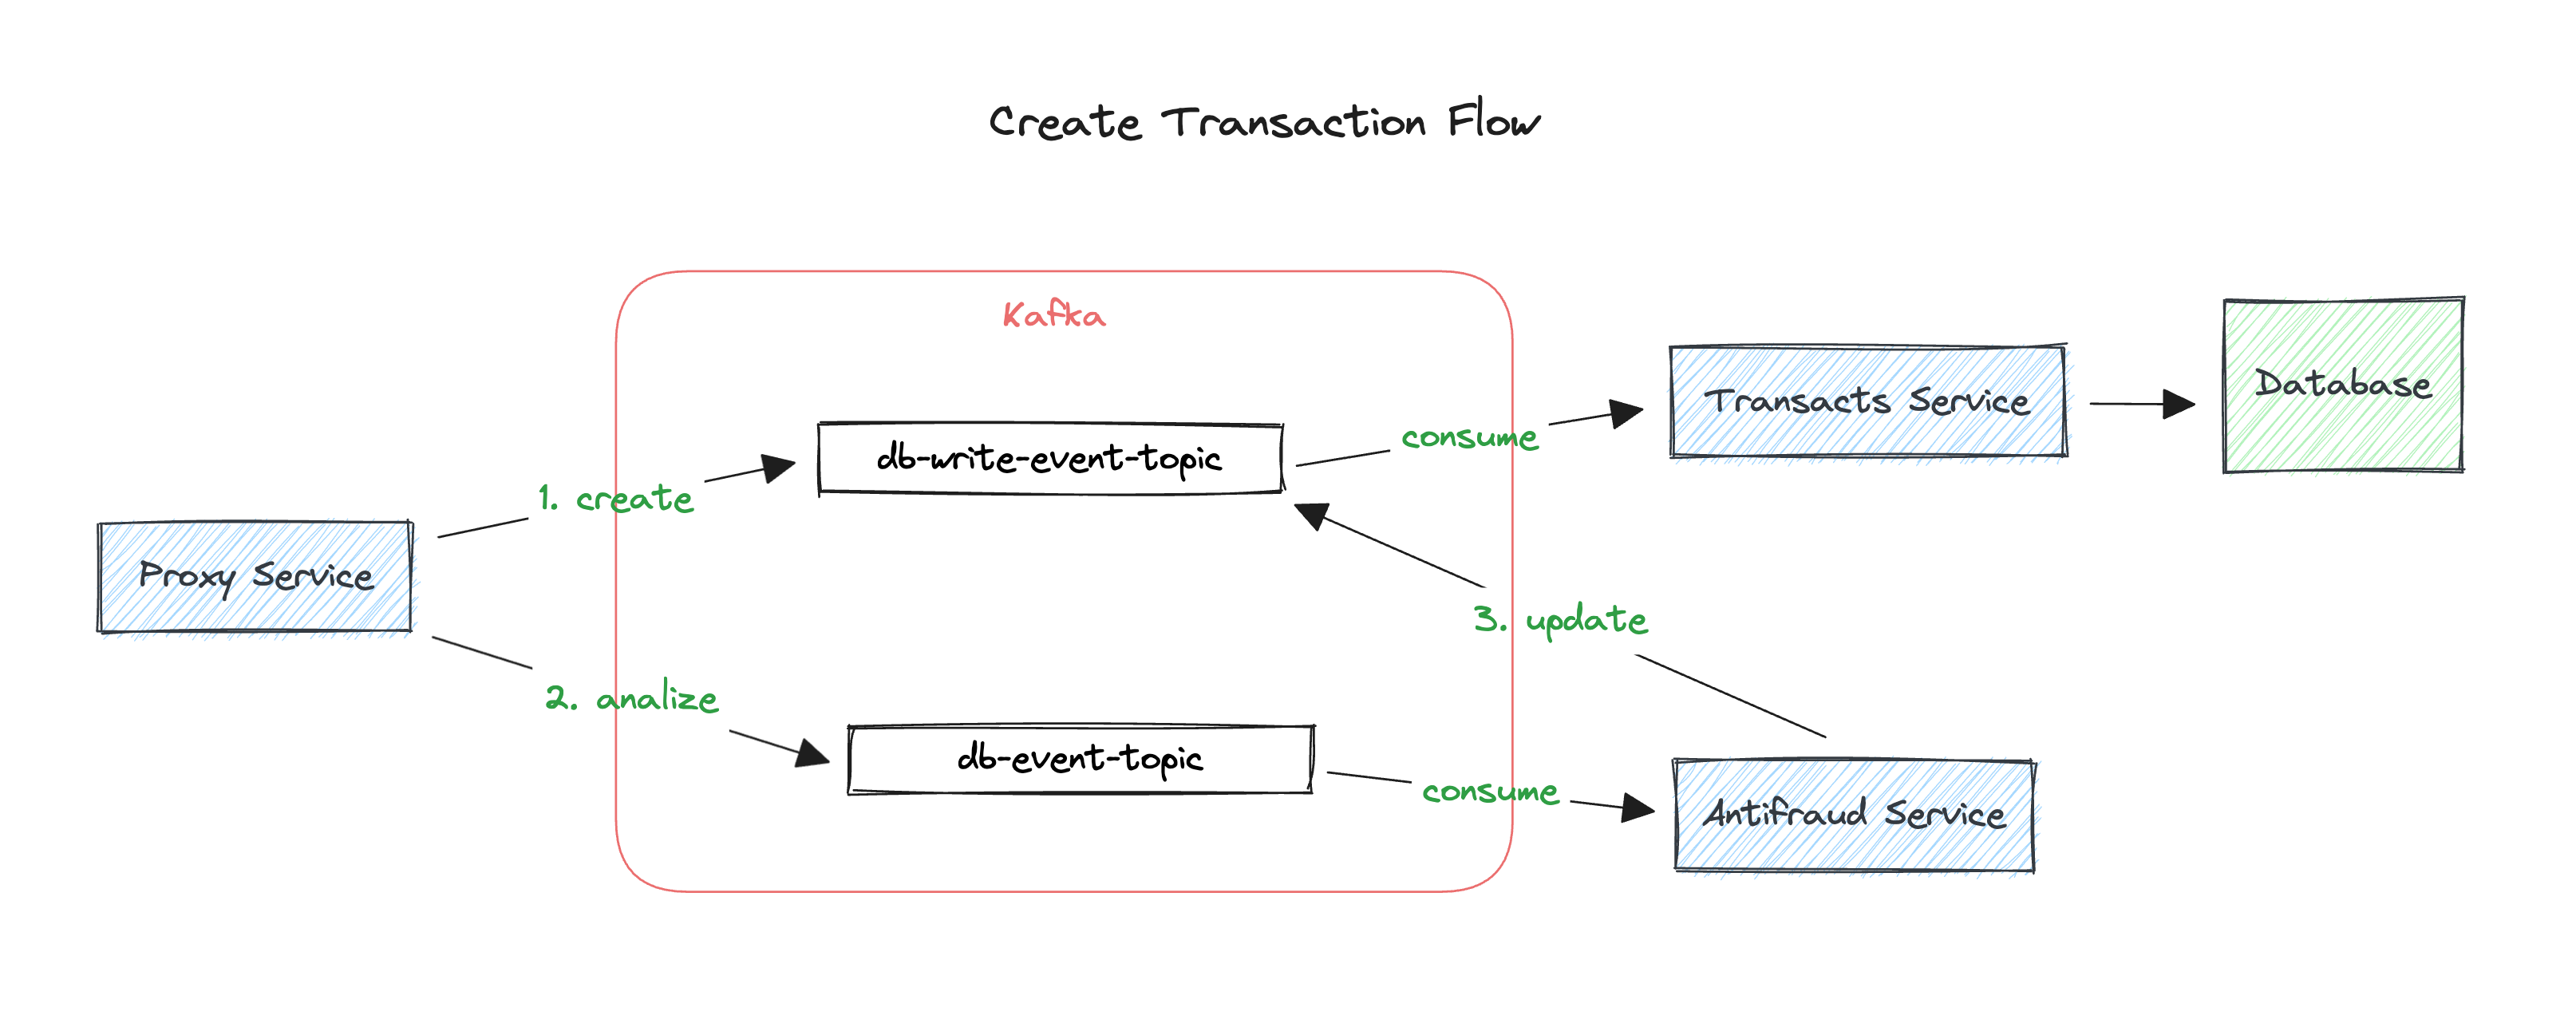 Create Transaction Flow
Kafka
db-write-event-topic
consume
Transacts Service
Database
1. create
Proxy Service
3. update
2. analize
db-event-topic
consume
Antifraud Service